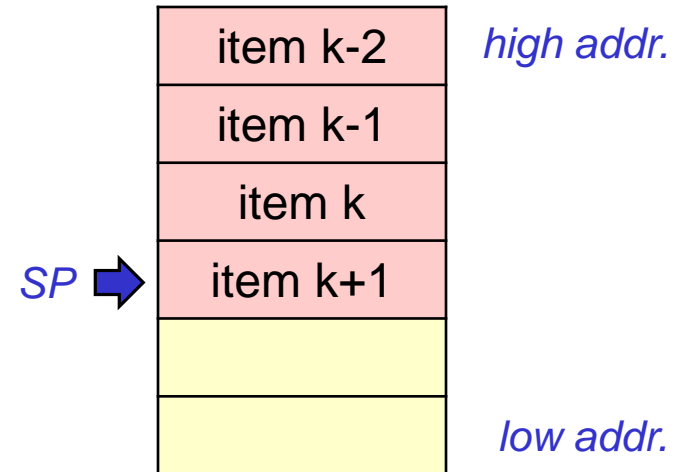 item k-2 high addr.
item k-1
item k
SP item k+1
low addr.